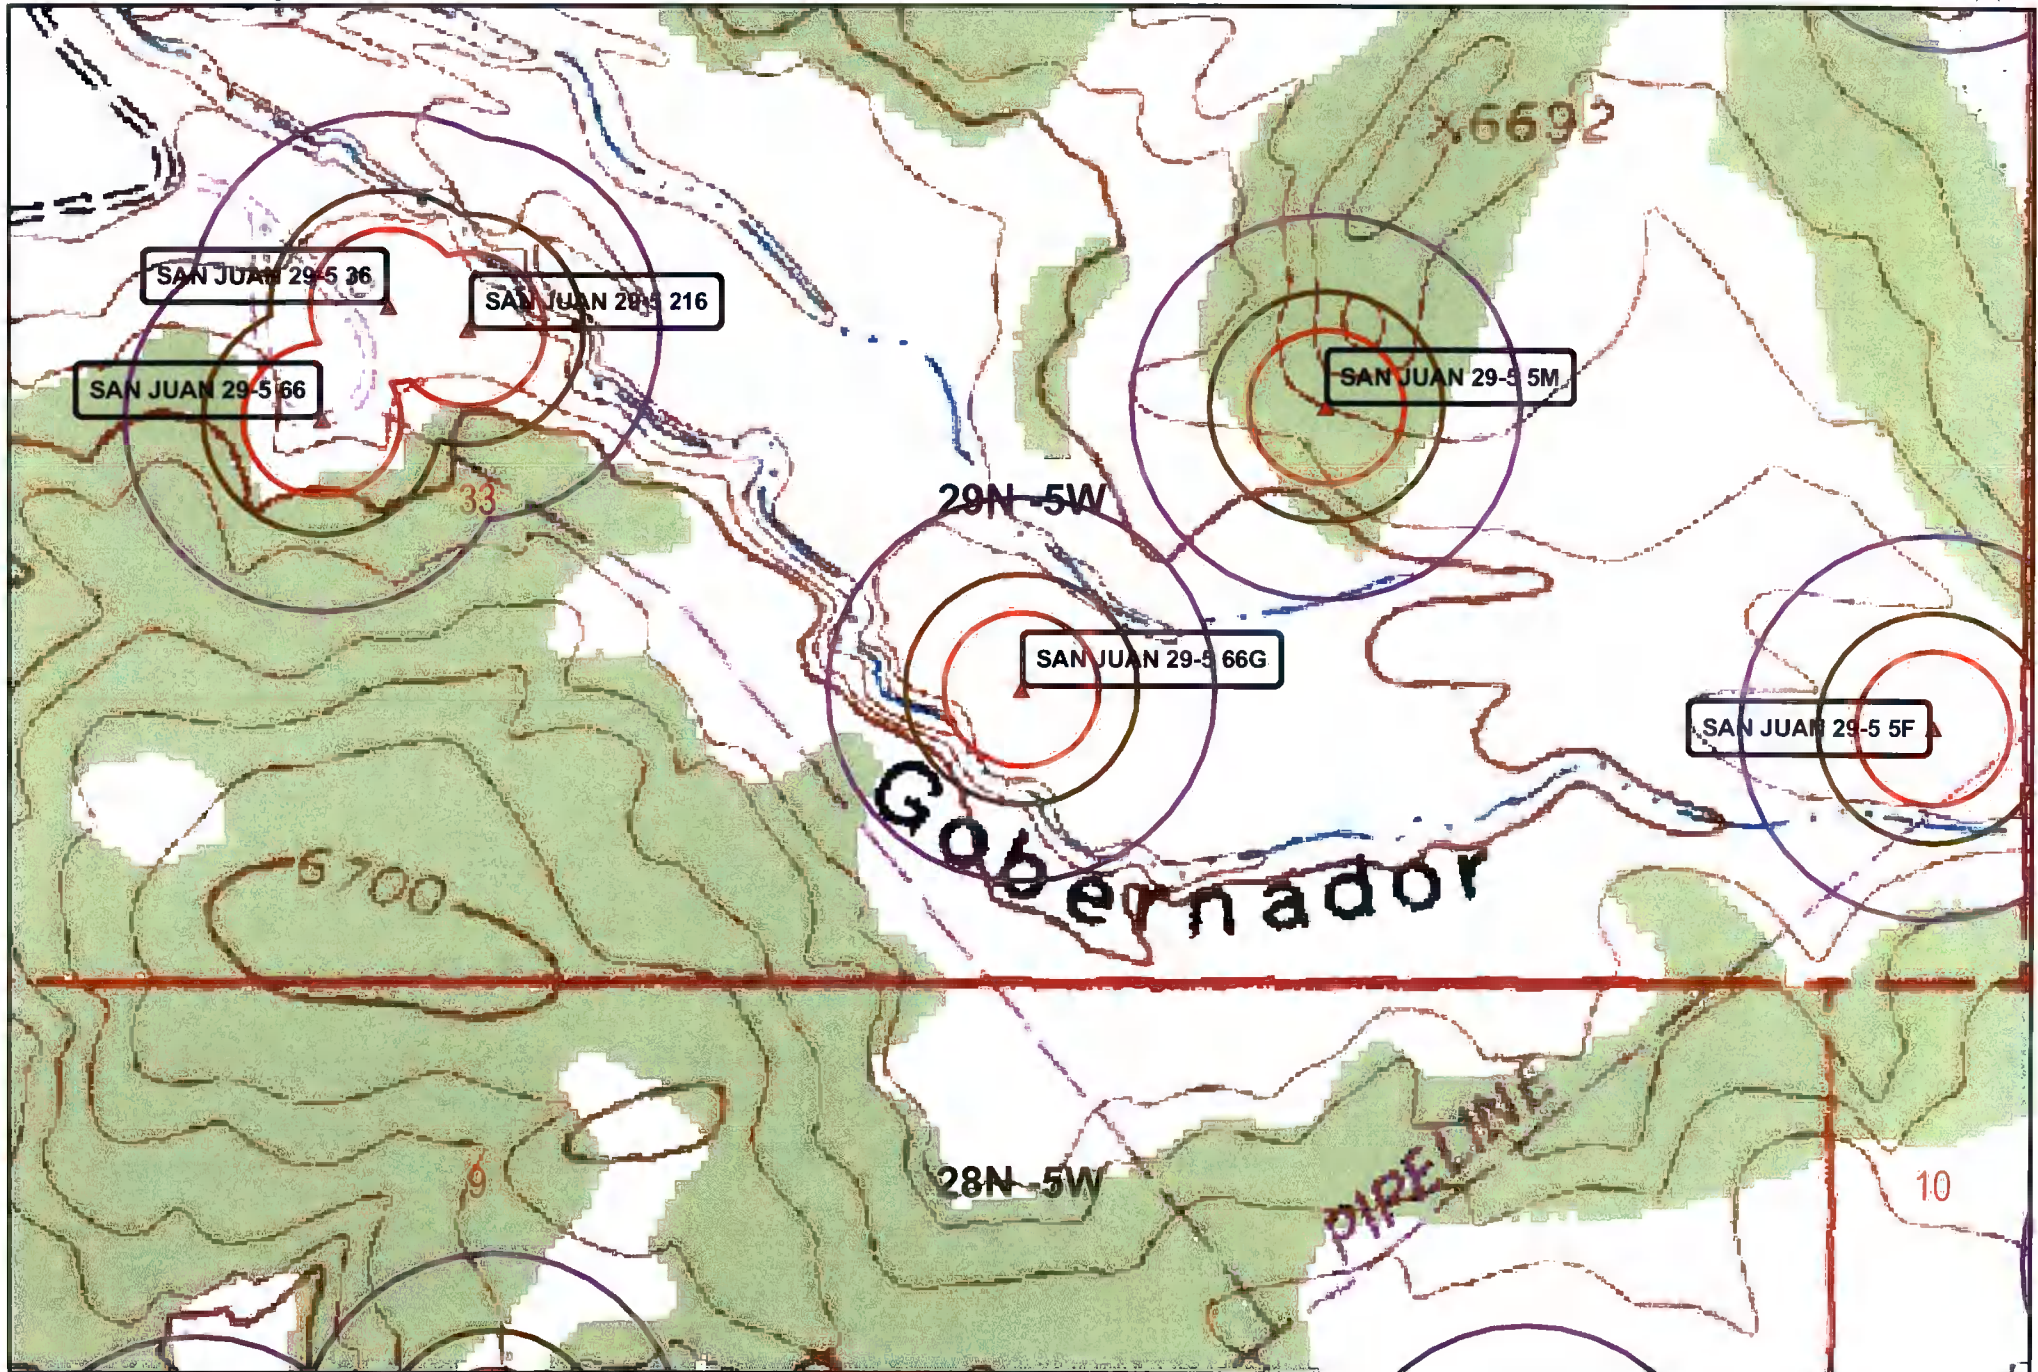 ×6692
SAN JUAN 29-5 36
SAN JUAN 29-5 216
SAN JUAN 29-5 66
SAN JUAN 29-5 5M
33
29N -5W
SAN JUAN 29-5 66G
SAN JUAN 29-5 5F
Gobernador
6700
PIPELINE
9
28N -5W
10